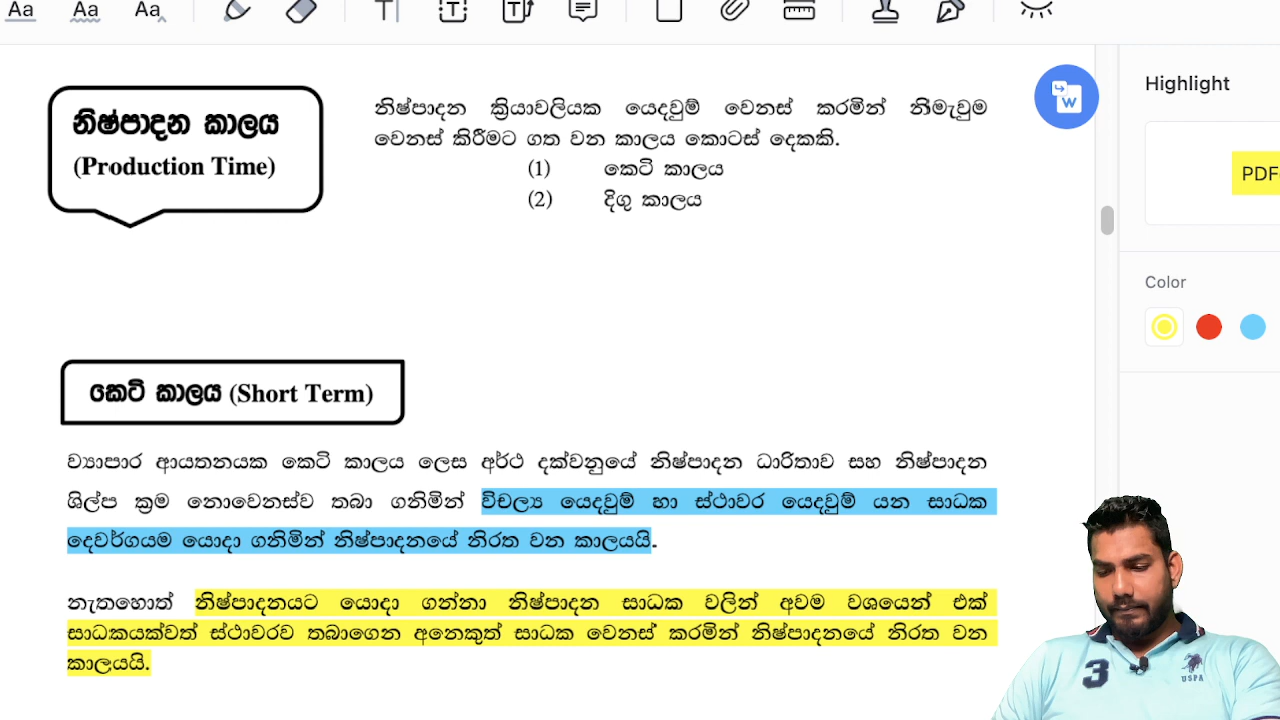 Aa Aa Aa T T T
Highlight
W
නිෂ්පාදන කාලය
(Production Time)
නිෂ්පාදන ක්‍රියාවලියක යෙදවුම් වෙනස් කරමින් නිමැවුම
වෙනස් කිරීමට ගත වන කාලය කොටස් දෙකකි.
(1) කෙටි කාලය
(2) දිගු කාලය
PDF
Color
කෙටි කාලය (Short Term)
ව්‍යාපාර ආයතනයක කෙටි කාලය ලෙස අර්ථ දක්වනුයේ නිෂ්පාදන ධාරිතාව සහ නිෂ්පාදන
ශිල්ප ක්‍රම නොවෙනස්ව තබා ගනිමින් විචල්‍ය යෙදවුම් හා ස්ථාවර යෙදවුම් යන සාධක
දෙවර්ගයම යොදා ගනිමින් නිෂ්පාදනයේ නිරත වන කාලයයි.
නැතහොත් නිෂ්පාදනයට යොදා ගන්නා නිෂ්පාදන සාධක වලින් අවම වශයෙන් එක්
සාධකයක්වත් ස්ථාවරව තබාගෙන අනෙකුත් සාධක වෙනස් කරමින් නිෂ්පාදනයේ නිරත වන
කාලයයි.
3
USPA